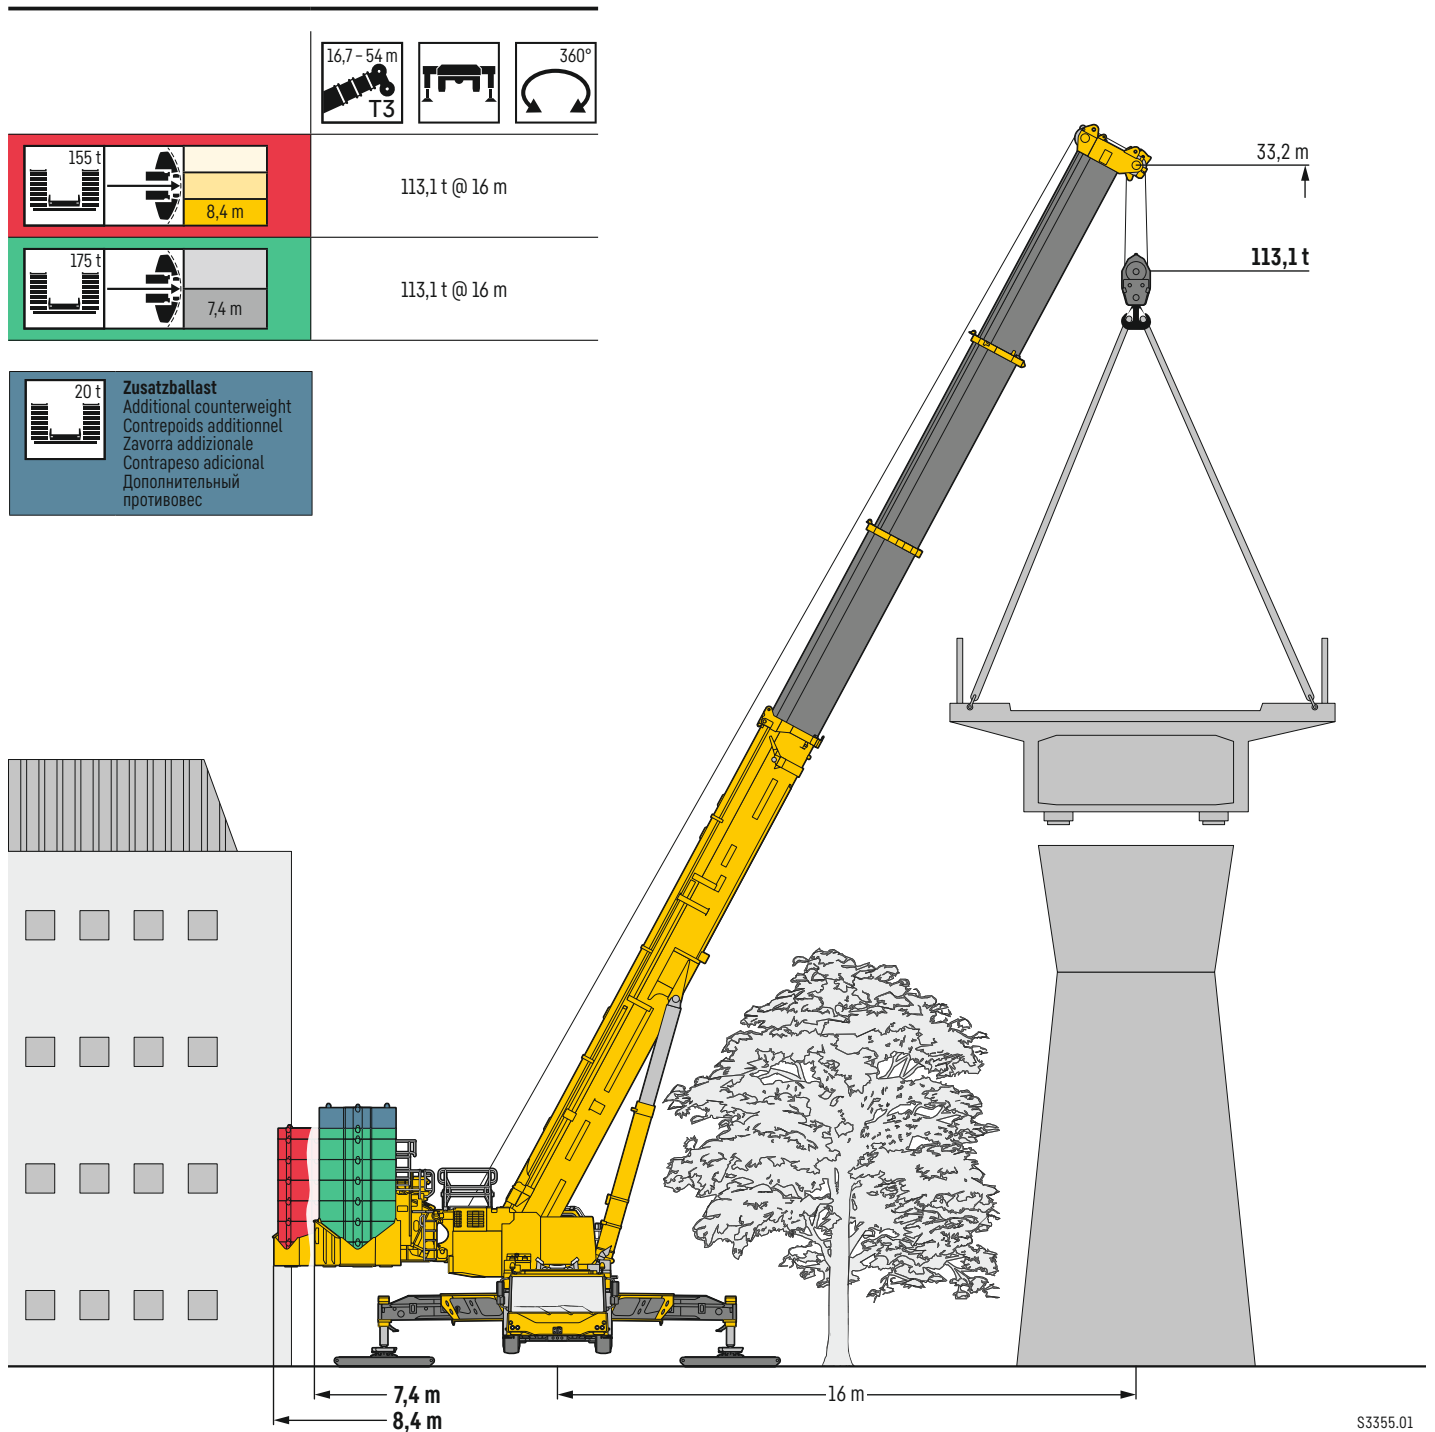 16,7 – 54 m
T3
360°
155 t
8,4 m
113,1 t @ 16 m
175 t
7,4 m
113,1 t @ 16 m
20 t
Zusatzballast
Additional counterweight
Contrepoids additionnel
Zavorra addizionale
Contrapeso adicional
Дополнительный
противовес
33,2 m
113,1 t
7,4 m
16 m
8,4 m
S3355.01